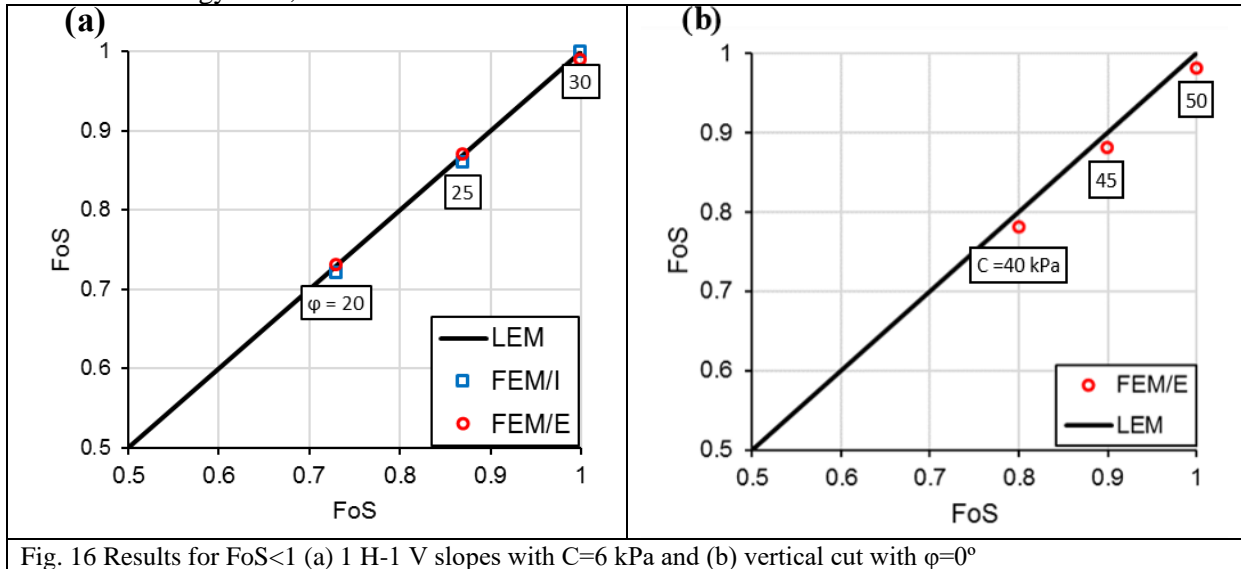 (a)
1
0.9
0.8
0.7
0.6
0.5
FoS
0.5 0.6 0.7 0.8 0.9 1
FoS
30
25
φ = 20
LEM
FEM/I
FEM/E
(b)
1
0.9
0.8
0.7
0.6
0.5
FoS
0.5 0.6 0.7 0.8 0.9 1
FoS
50
45
C =40 kPa
FEM/E
LEM
Fig. 16 Results for FoS<1 (a) 1 H-1 V slopes with C=6 kPa and (b) vertical cut with φ=0º